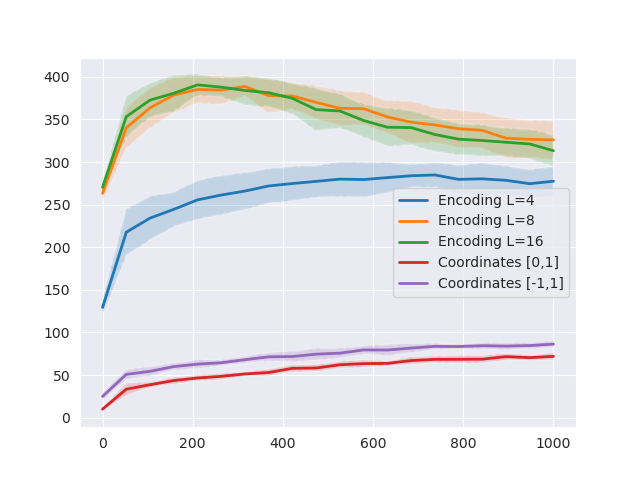 400
350
300
250
200
150
100
50
0
Encoding L=4
Encoding L=8
Encoding L=16
Coordinates [0,1]
Coordinates [-1,1]
0 200 400 600 800 1000